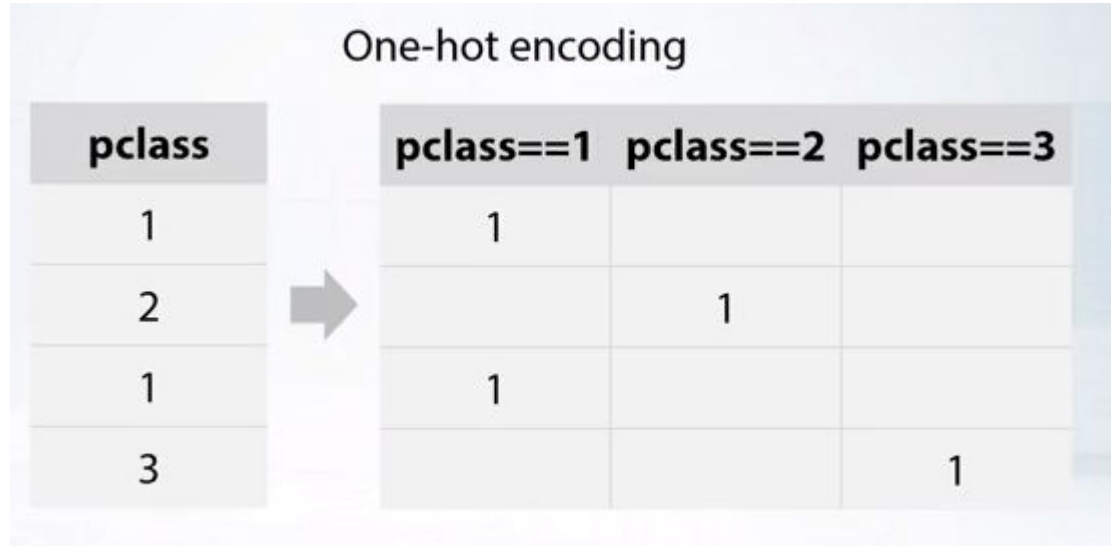 One-hot encoding
pclass pclass==1 pclass==2 pclass==3
1 1
2 1
1 1
3 1